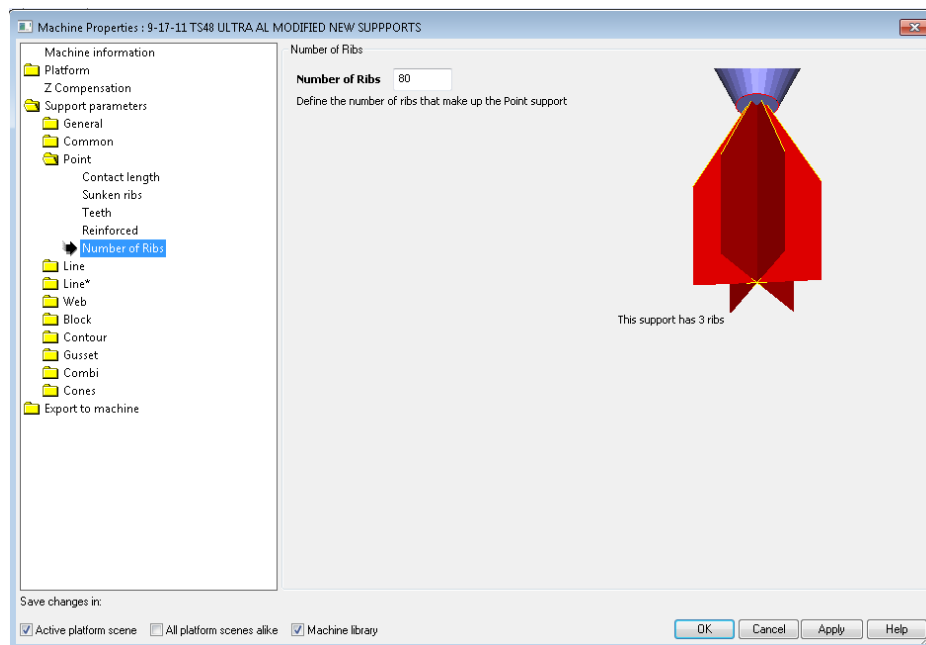 Machine Properties : 9-17-11 TS48 ULTRA AL MODIFIED NEW SUPPPORTS
Machine information
Platform
Z Compensation
Support parameters
General
Common
Point
Contact length
Sunken ribs
Teeth
Reinforced
Number of Ribs
Line
Line*
Web
Block
Contour
Gusset
Combi
Cones
Export to machine
Number of Ribs
Number of Ribs 80
Define the number of ribs that make up the Point support
This support has 3 ribs
Save changes in:
Active platform scene All platform scenes alike Machine library OK Cancel Apply Help